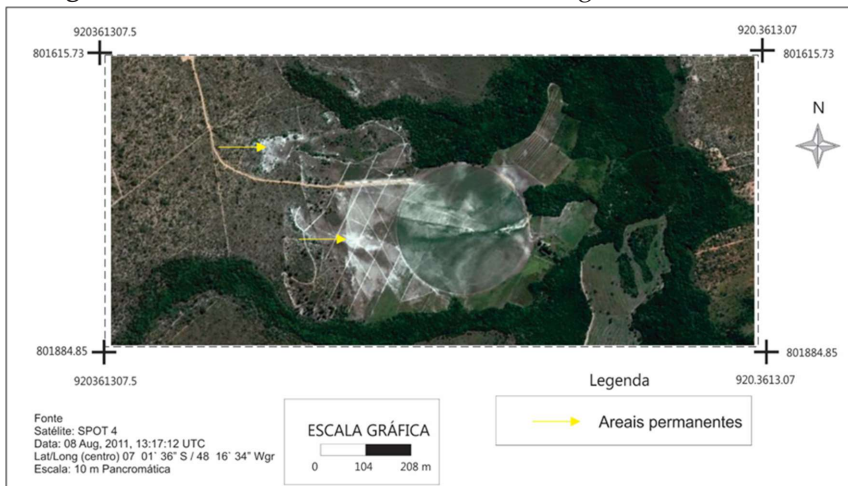 920361307.5 920.3613.07
801615.73 801615.73
N
801884.85 801884.85
920361307.5 920.3613.07
Legenda
Areais permanentes
ESCALA GRÁFICA
0 104 208 m
Fonte
Satélite: SPOT 4
Data: 08 Aug, 2011, 13:17:12 UTC
Lat/Long (centro) 07 01` 36" S / 48 16` 34" Wgr
Escala: 10 m Pancromática